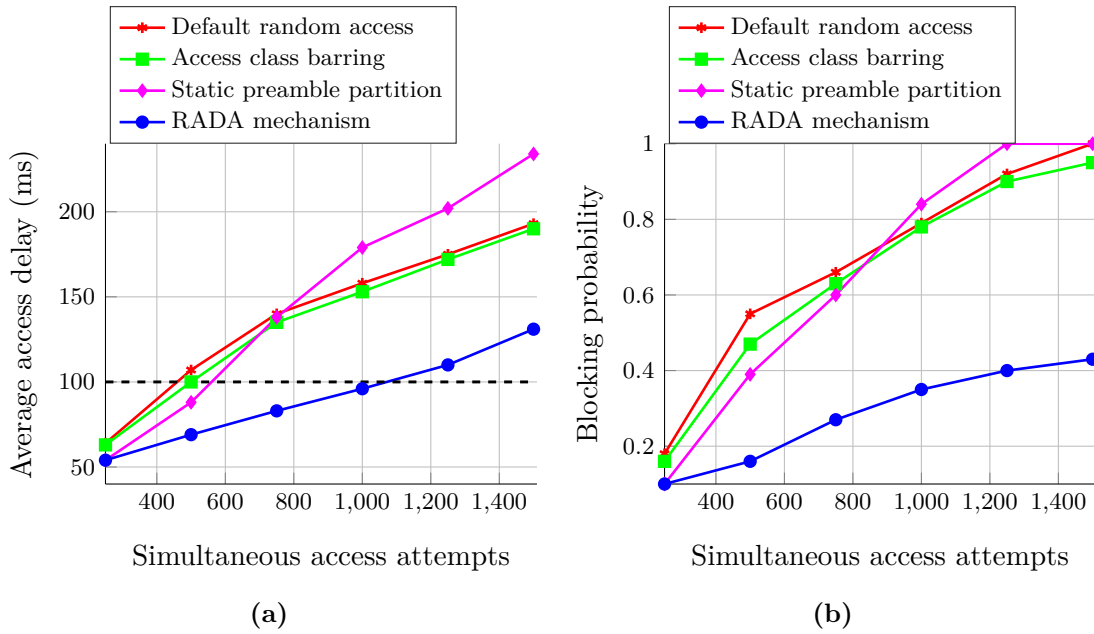 Default random access
Access class barring
Static preamble partition
RADA mechanism
Average access delay (ms)
200
150
100
50
400
600
800
1,000
1,200
1,400
Simultaneous access attempts
(a)
Default random access
Access class barring
Static preamble partition
RADA mechanism
Blocking probability
1
0.8
0.6
0.4
0.2
400
600
800
1,000
1,200
1,400
Simultaneous access attempts
(b)